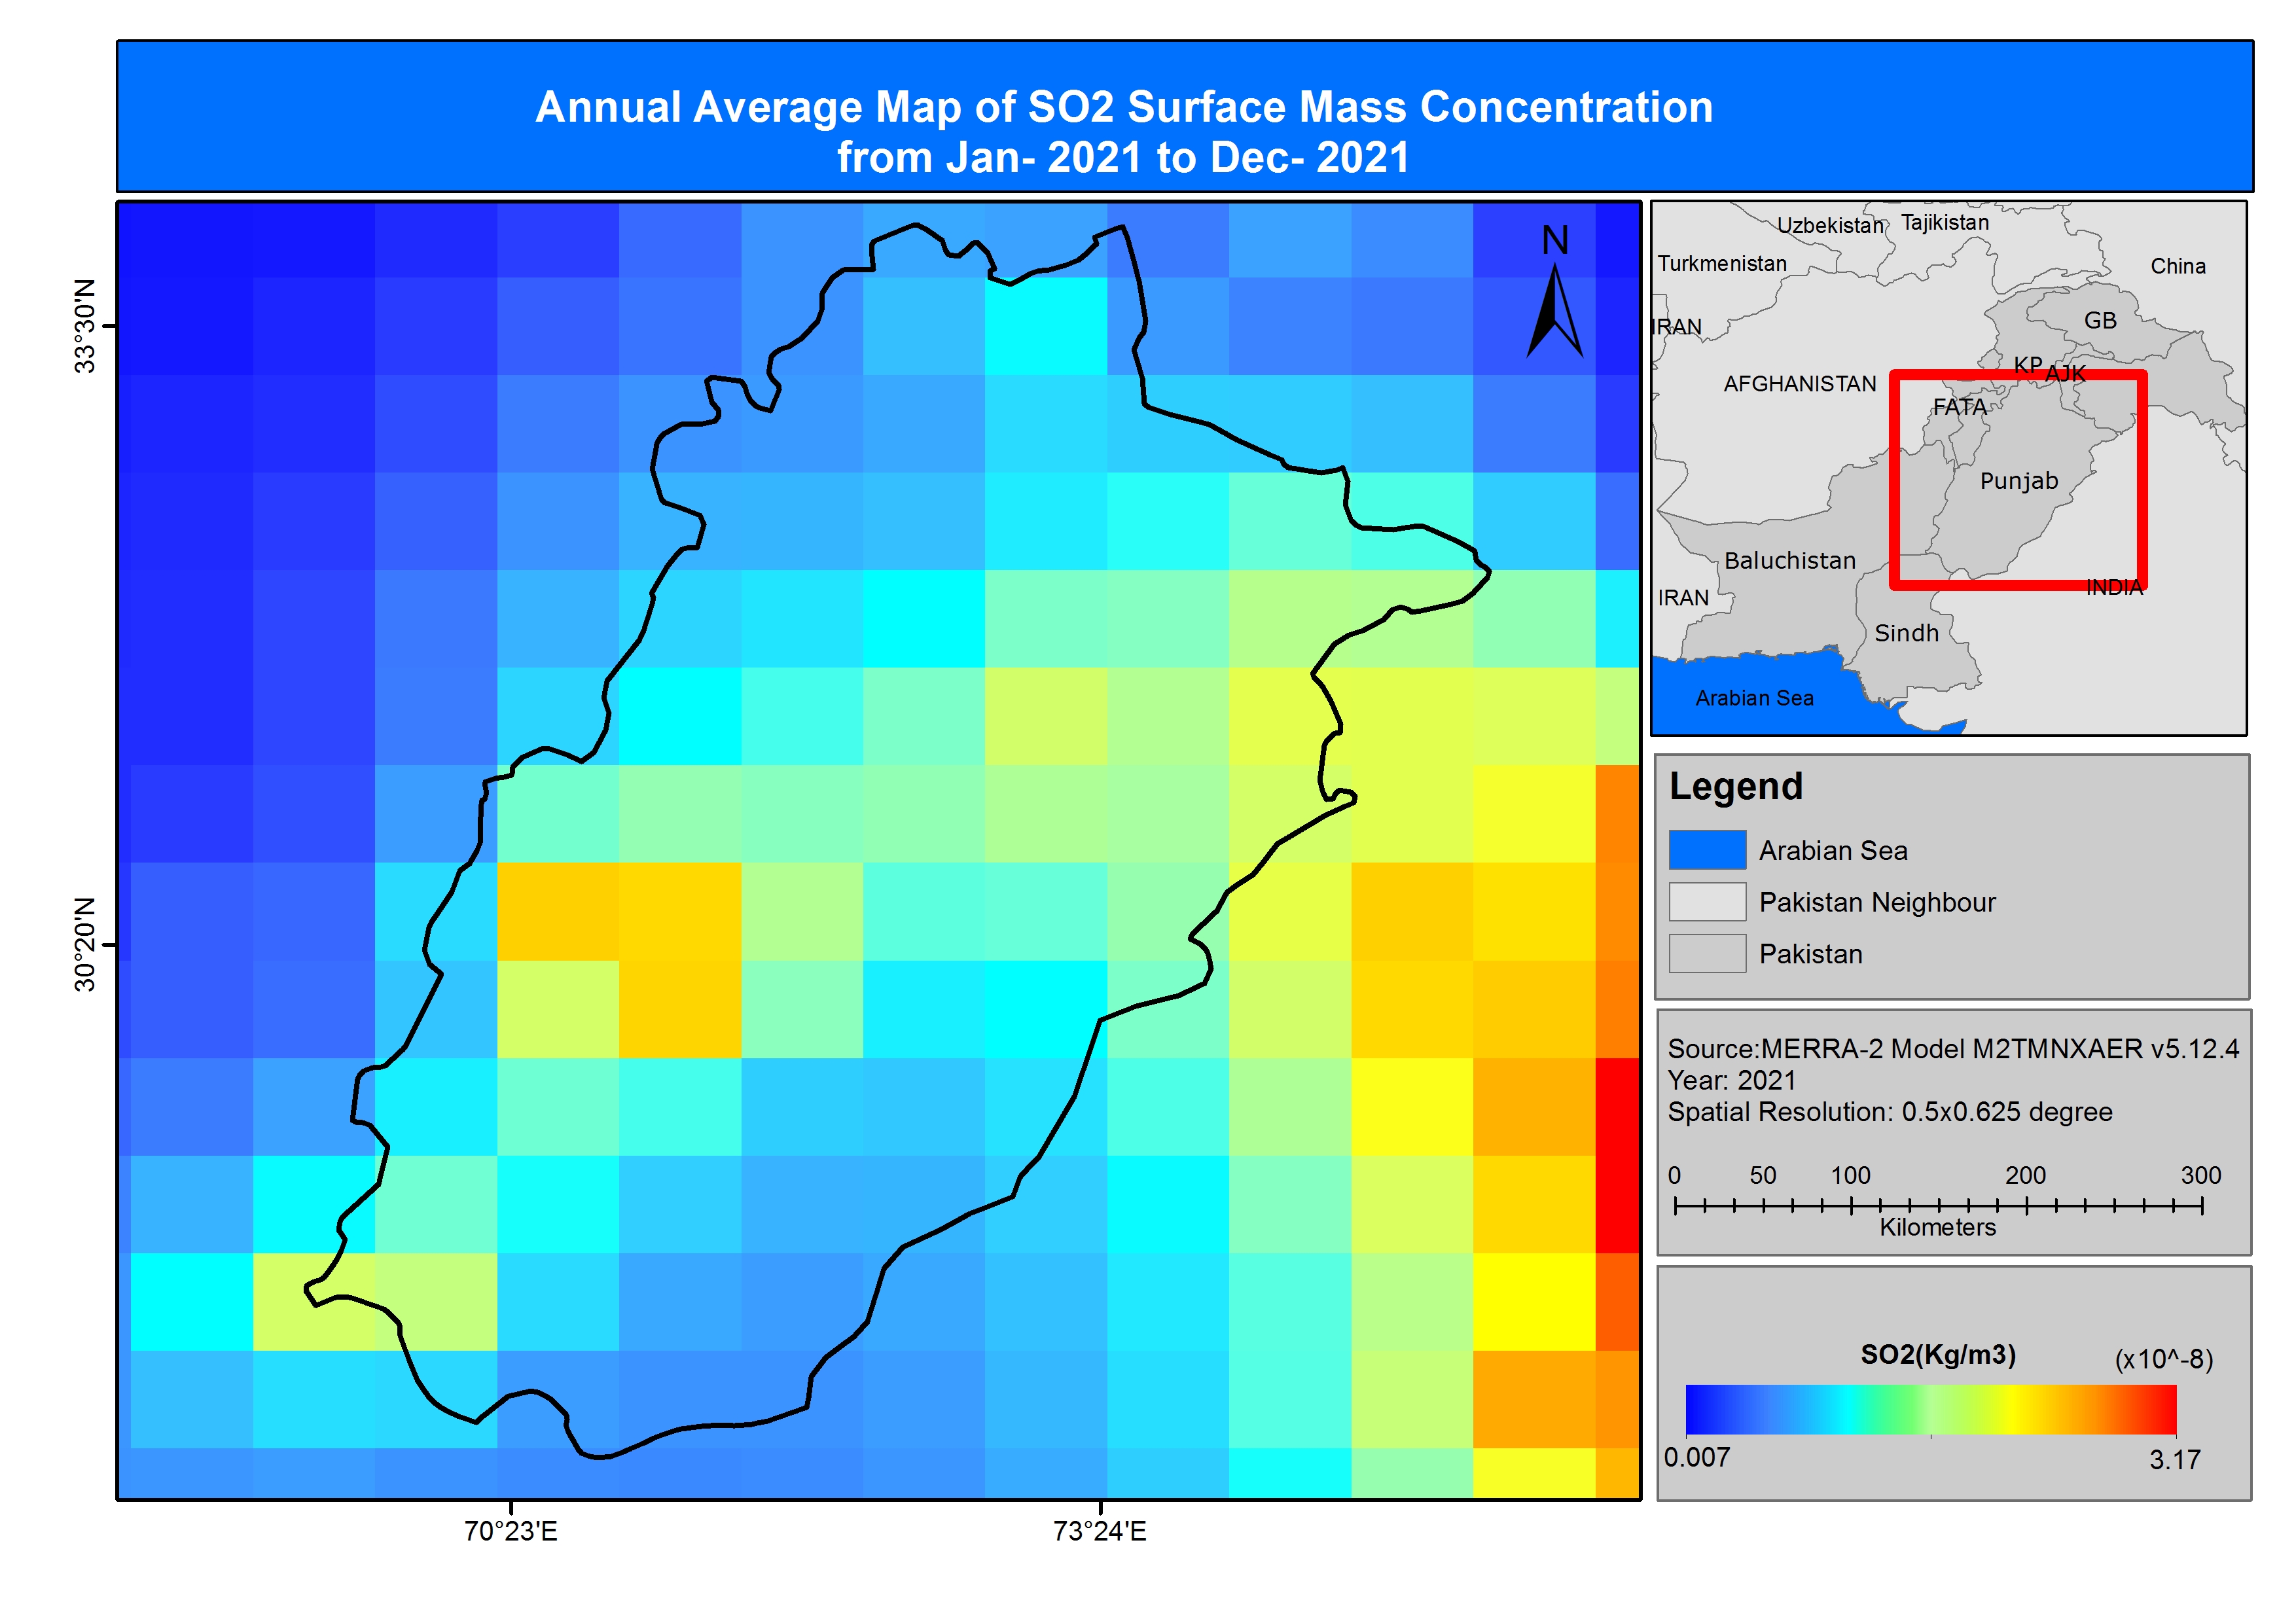 Annual Average Map of SO2 Surface Mass Concentration
from Jan- 2021 to Dec- 2021
N
33°30'N
30°20'N
70°23'E
73°24'E
Uzbekistan
Tajikistan
Turkmenistan
China
IRAN
GB
KP
AJK
AFGHANISTAN
FATA
Punjab
Baluchistan
IRAN
INDIA
Sindh
Arabian Sea
Legend
Arabian Sea
Pakistan Neighbour
Pakistan
Source:MERRA-2 Model M2TMNXAER v5.12.4
Year: 2021
Spatial Resolution: 0.5x0.625 degree
0 50 100 200 300
Kilometers
SO2(Kg/m3) (x10^-8)
0.007 3.17